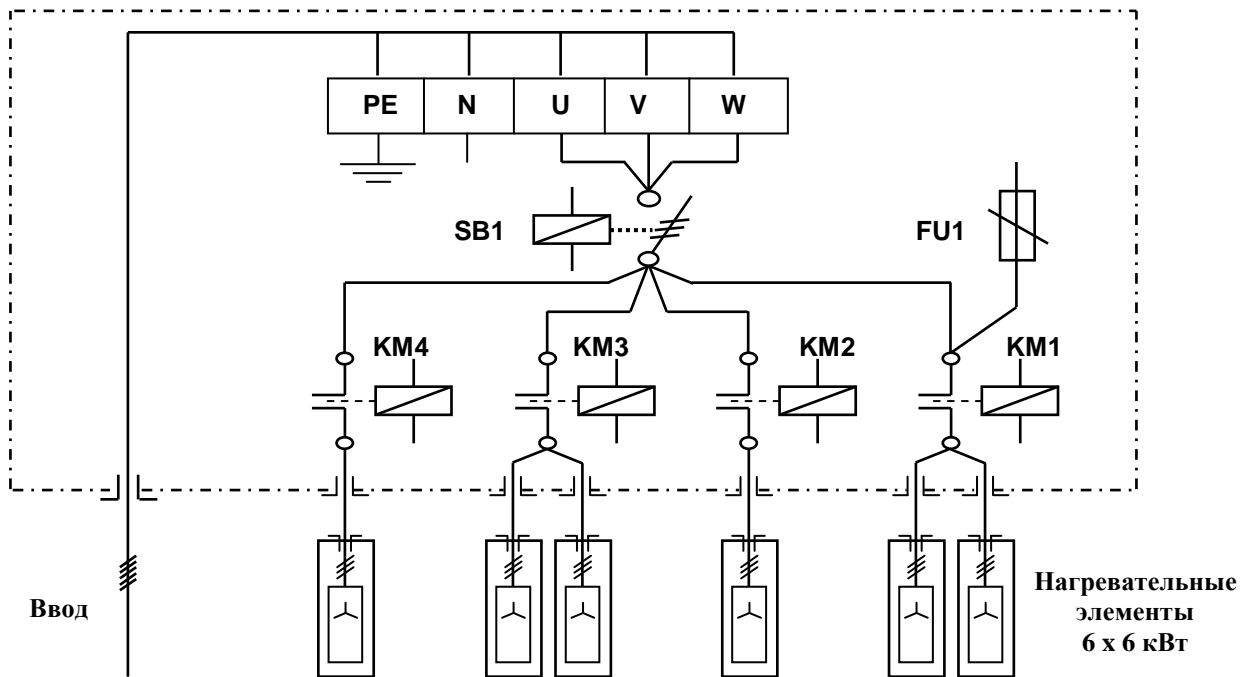 PE N U V W
SB1
FU1
KM4
KM3
KM2
KM1
Ввод
Нагревательные
элементы
6 x 6 кВт